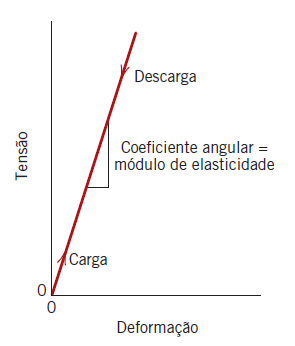 Descarga
Coeficiente angular =
módulo de elasticidade
Tensão
Carga
0
0
Deformação